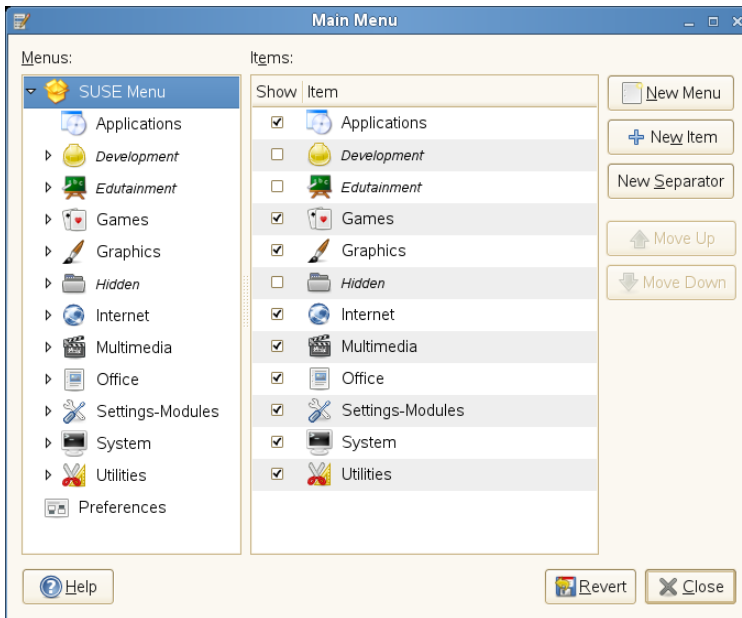 Main Menu
Menus:
Items:
SUSE Menu
Applications
Development
Edutainment
Games
Graphics
Hidden
Internet
Multimedia
Office
Settings-Modules
System
Utilities
Preferences
Show Item
Applications
Development
Edutainment
Games
Graphics
Hidden
Internet
Multimedia
Office
Settings-Modules
System
Utilities
New Menu
New Item
New Separator
Move Up
Move Down
Help
Revert
Close